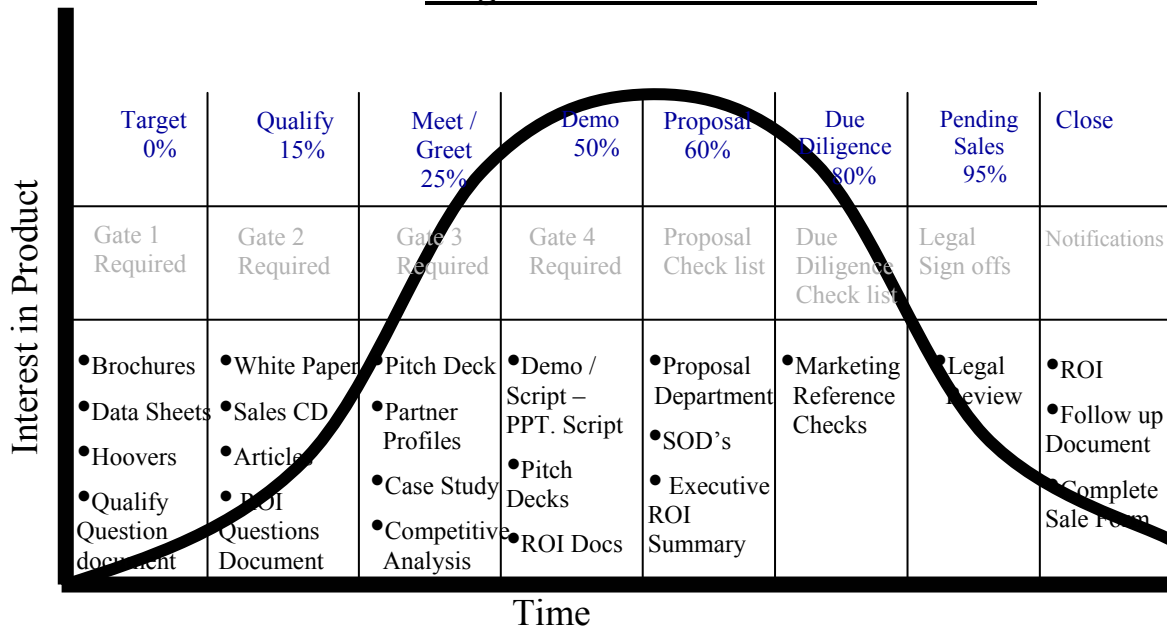 Target
0%
Qualify
15%
Meet /
Greet
25%
Demo
50%
Proposal
60%
Due
Diligence
80%
Pending
Sales
95%
Close
Gate 1
Required
Gate 2
Required
Gate 3
Required
Gate 4
Required
Proposal
Check list
Due
Diligence
Check list
Legal
Sign offs
Notifications
•Brochures
•Data Sheets
•Hoovers
•Qualify
Question
document
•White Paper
•Sales CD
•Articles
• ROI
Questions
Document
•Pitch Deck
•Partner
Profiles
•Case Study
•Competitive
Analysis
•Demo /
Script –
PPT. Script
•Pitch
Decks
•ROI Docs
•Proposal
Department
•SOD’s
• Executive
ROI
Summary
•Marketing
Reference
Checks
•Legal
Review
•ROI
•Follow up
Document
•Complete
Sale Form
Interest in Product
Time